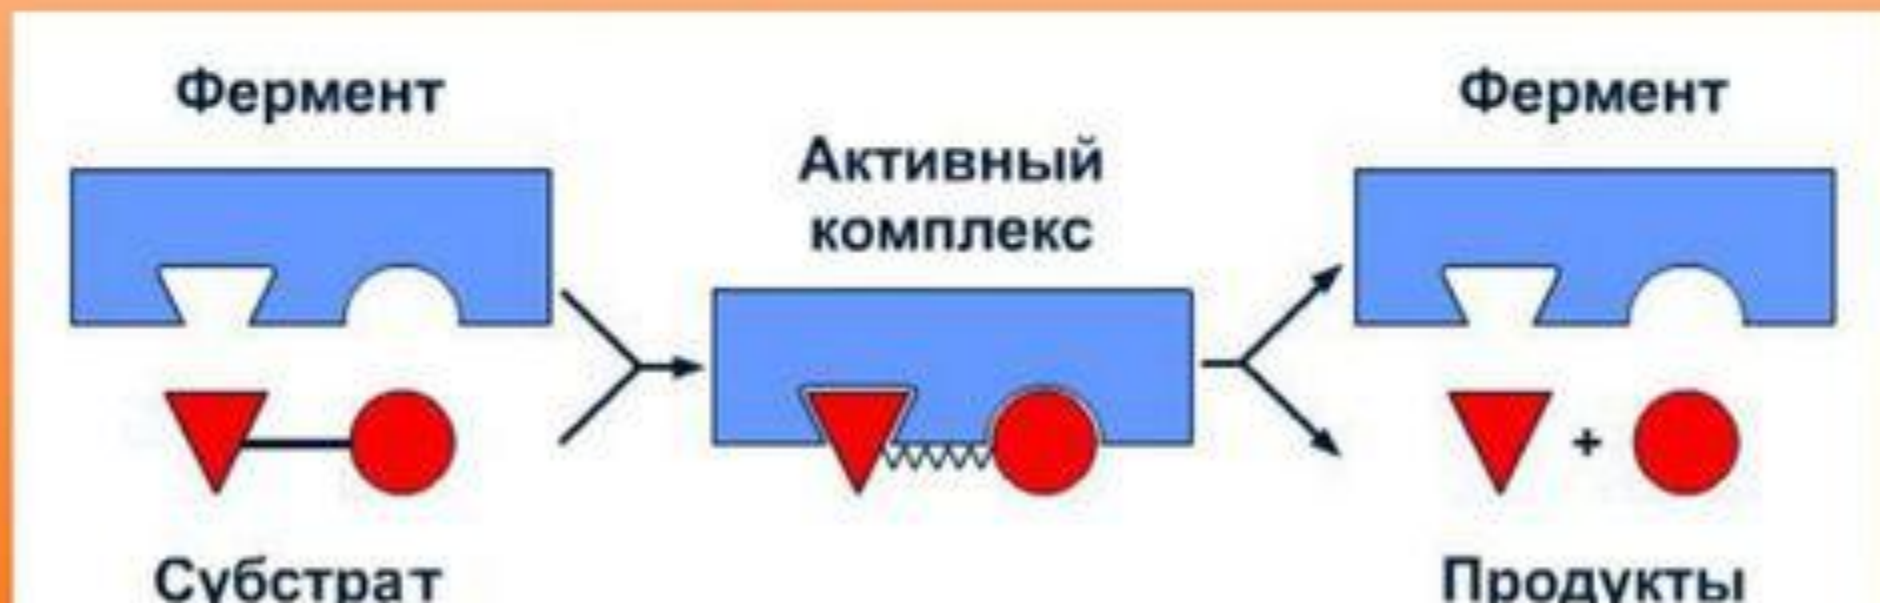 Фермент
Активный
комплекс
Фермент
+
Субстрат
Продукты